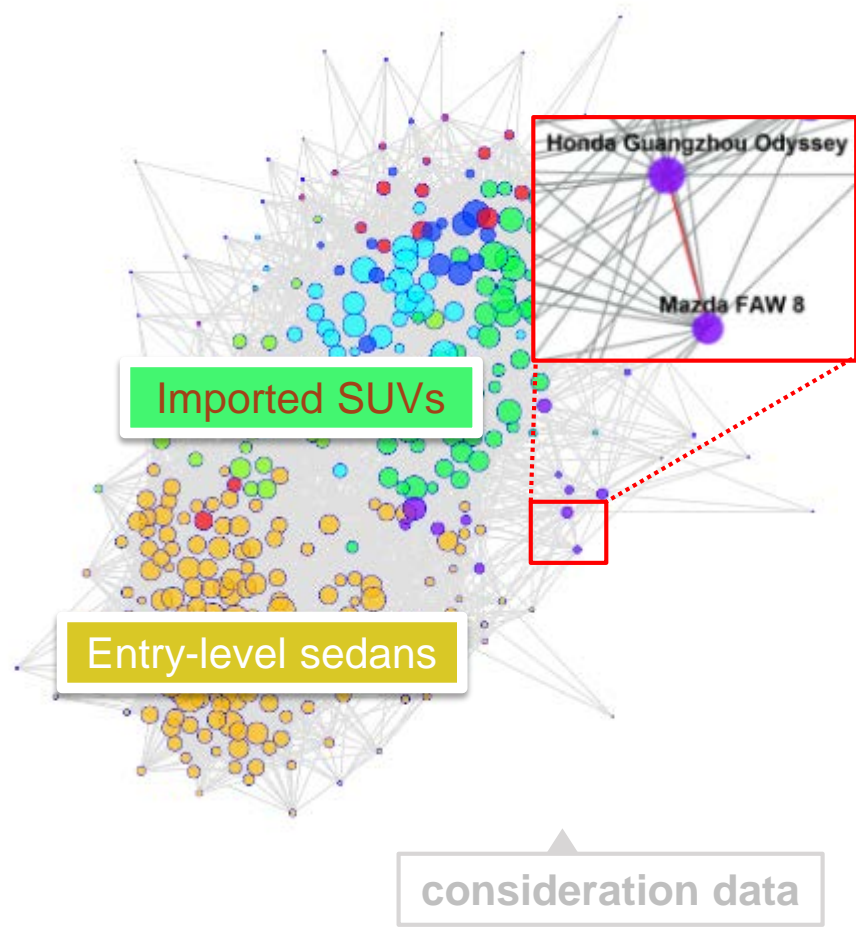 Honda Guangzhou Odyssey
Mazda FAW 8
Imported SUVs
Entry-level sedans
consideration data